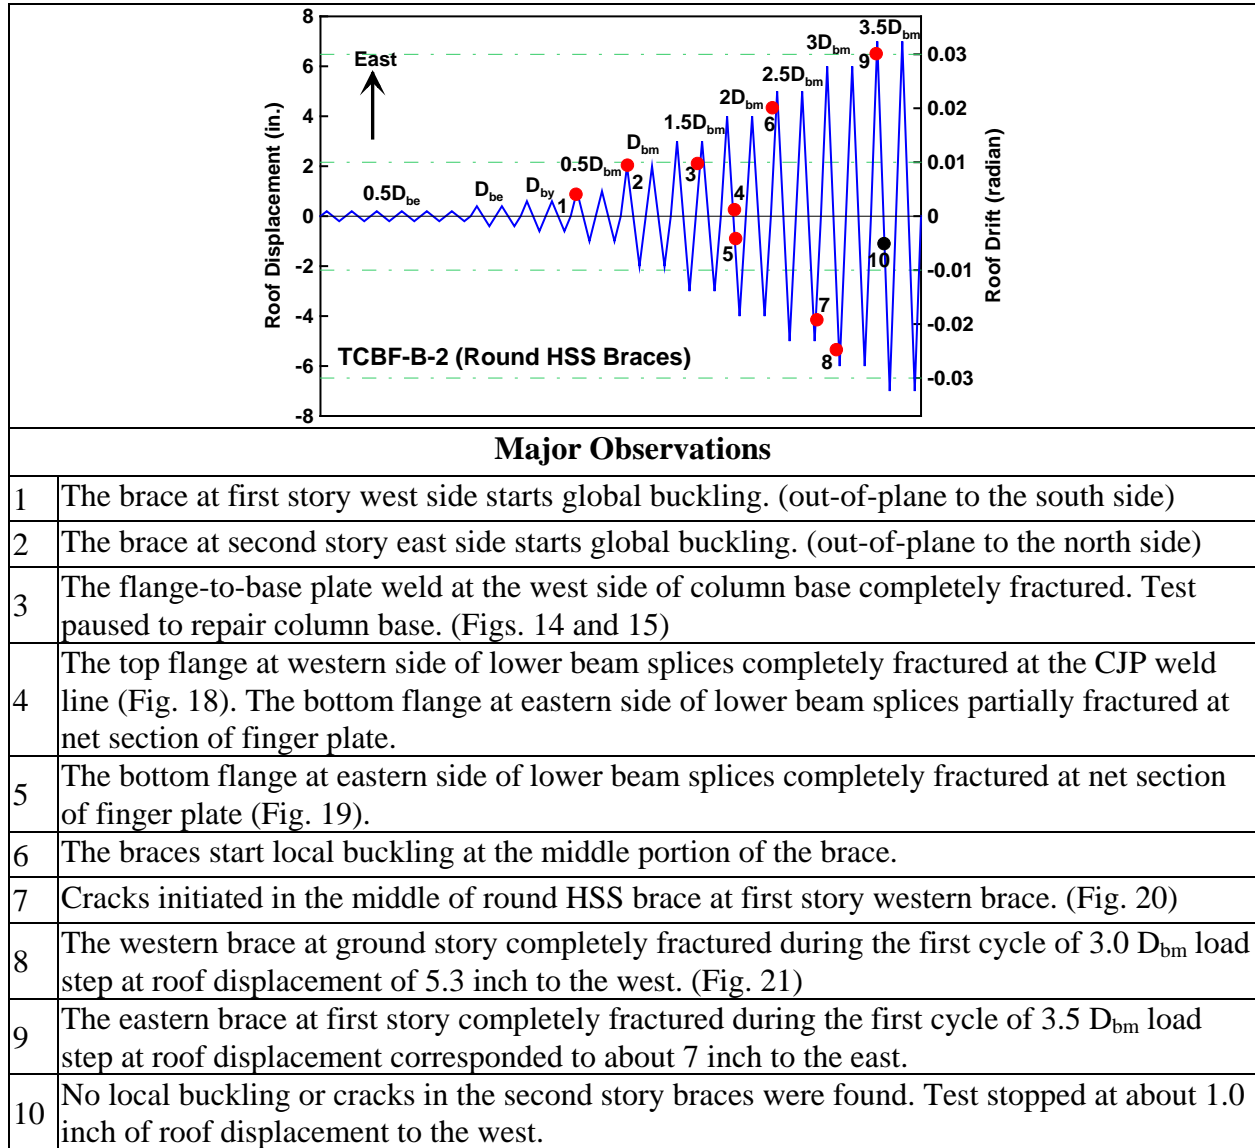 8
6
4
2
0
-2
-4
-6
-8
Roof Displacement (in.)
East
0.5D_be
D_be
D_by
0.5D_bm
D_bm
1.5D_bm
2D_bm
2.5D_bm
3D_bm
3.5D_bm
1
2
3
4
5
6
7
8
9
10
TCBF-B-2 (Round HSS Braces)
0.03
0.02
0.01
0
-0.01
-0.02
-0.03
Roof Drift (radian)
Major Observations
1 The brace at first story west side starts global buckling. (out-of-plane to the south side)
2 The brace at second story east side starts global buckling. (out-of-plane to the north side)
3 The flange-to-base plate weld at the west side of column base completely fractured. Test
paused to repair column base. (Figs. 14 and 15)
4 The top flange at western side of lower beam splices completely fractured at the CJP weld
line (Fig. 18). The bottom flange at eastern side of lower beam splices partially fractured at
net section of finger plate.
5 The bottom flange at eastern side of lower beam splices completely fractured at net section
of finger plate (Fig. 19).
6 The braces start local buckling at the middle portion of the brace.
7 Cracks initiated in the middle of round HSS brace at first story western brace. (Fig. 20)
8 The western brace at ground story completely fractured during the first cycle of 3.0 D_bm load
step at roof displacement of 5.3 inch to the west. (Fig. 21)
9 The eastern brace at first story completely fractured during the first cycle of 3.5 D_bm load
step at roof displacement corresponded to about 7 inch to the east.
10 No local buckling or cracks in the second story braces were found. Test stopped at about 1.0
inch of roof displacement to the west.